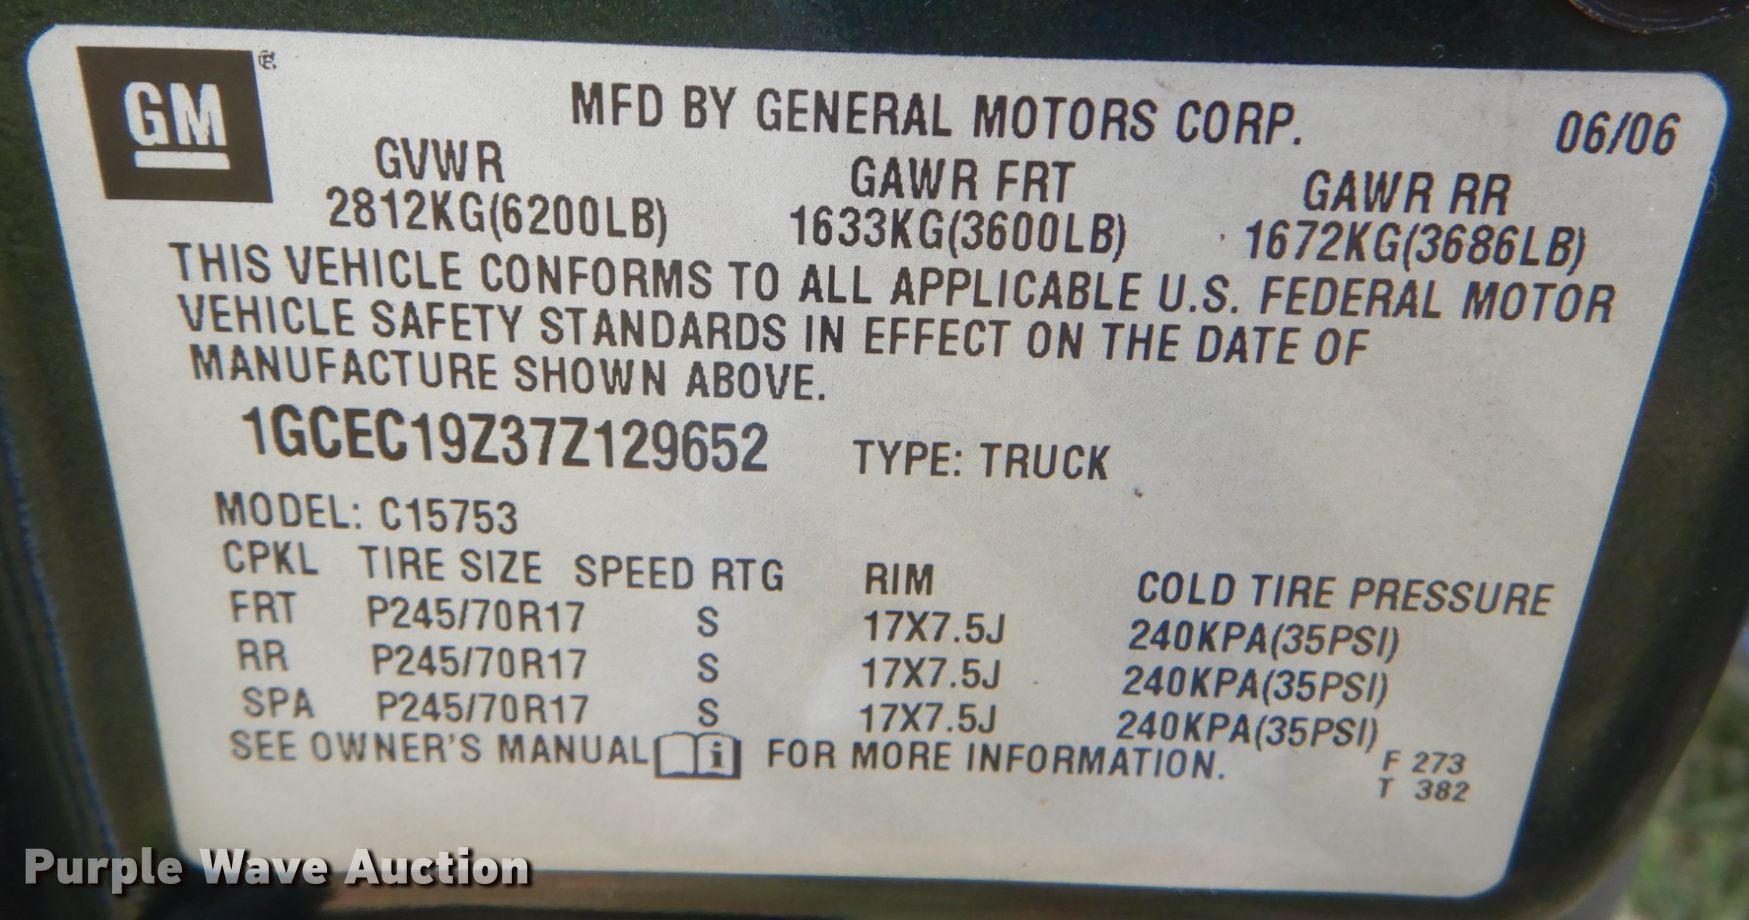 GM
MFD BY GENERAL MOTORS CORP. 06/06
GVWR GAWR FRT GAWR RR
2812KG(6200LB) 1633KG(3600LB) 1672KG(3686LB)
THIS VEHICLE CONFORMS TO ALL APPLICABLE U.S. FEDERAL MOTOR
VEHICLE SAFETY STANDARDS IN EFFECT ON THE DATE OF
MANUFACTURE SHOWN ABOVE.
1GCEC19Z37Z129652 TYPE: TRUCK
MODEL: C15753
CPKL TIRE SIZE SPEED RTG RIM COLD TIRE PRESSURE
FRT P245/70R17 S 17X7.5J 240KPA(35PSI)
RR P245/70R17 S 17X7.5J 240KPA(35PSI)
SPA P245/70R17 S 17X7.5J 240KPA(35PSI)
SEE OWNER'S MANUAL i FOR MORE INFORMATION.
F 273
T 382
Purple Wave Auction